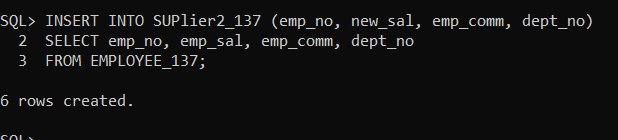 SQL> INSERT INTO SUPlier2_137 (emp_no, new_sal, emp_comm, dept_no)
  2  SELECT emp_no, emp_sal, emp_comm, dept_no
  3  FROM EMPLOYEE_137;
6 rows created.
SQL>